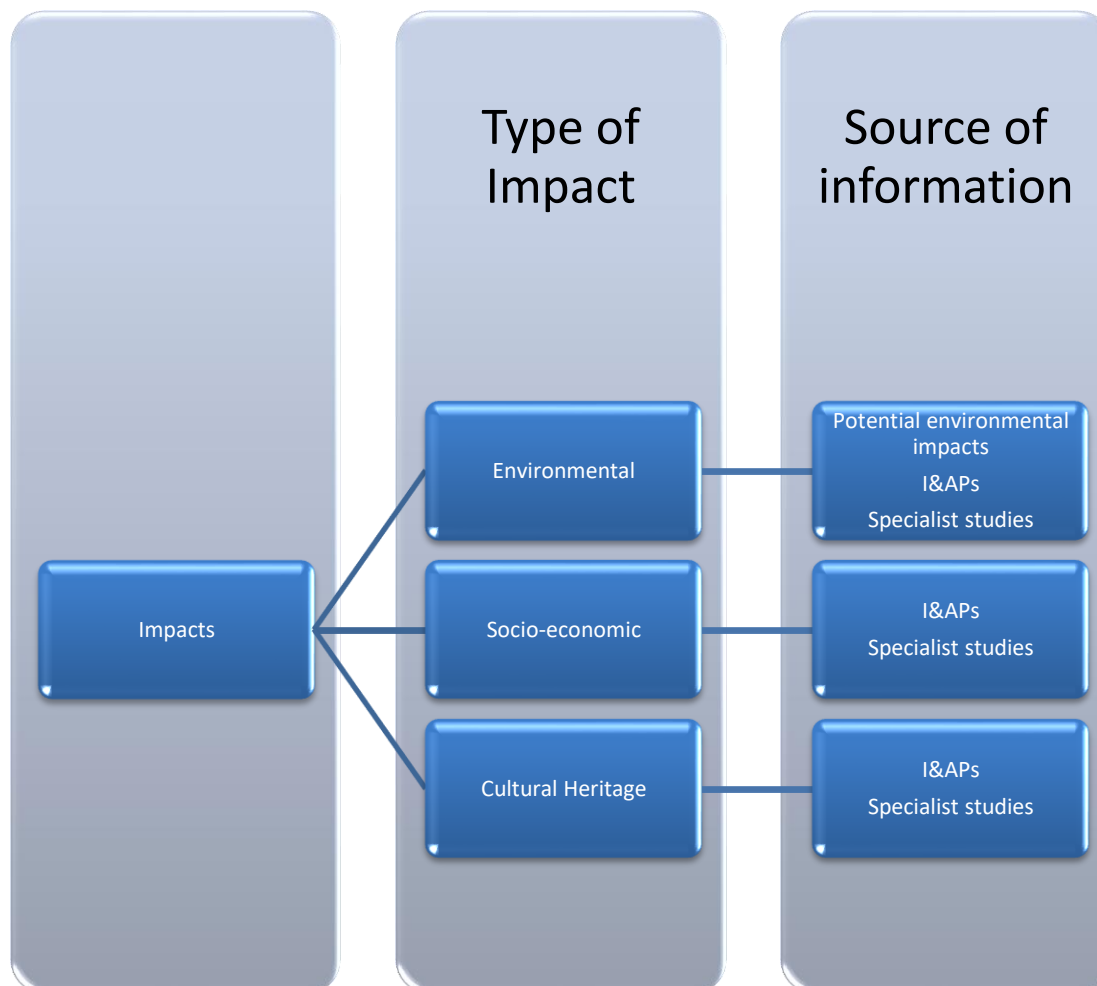 Type of
Impact
Source of
information
Impacts
Environmental
Potential environmental
impacts
I&APs
Specialist studies
Socio-economic
I&APs
Specialist studies
Cultural Heritage
I&APs
Specialist studies